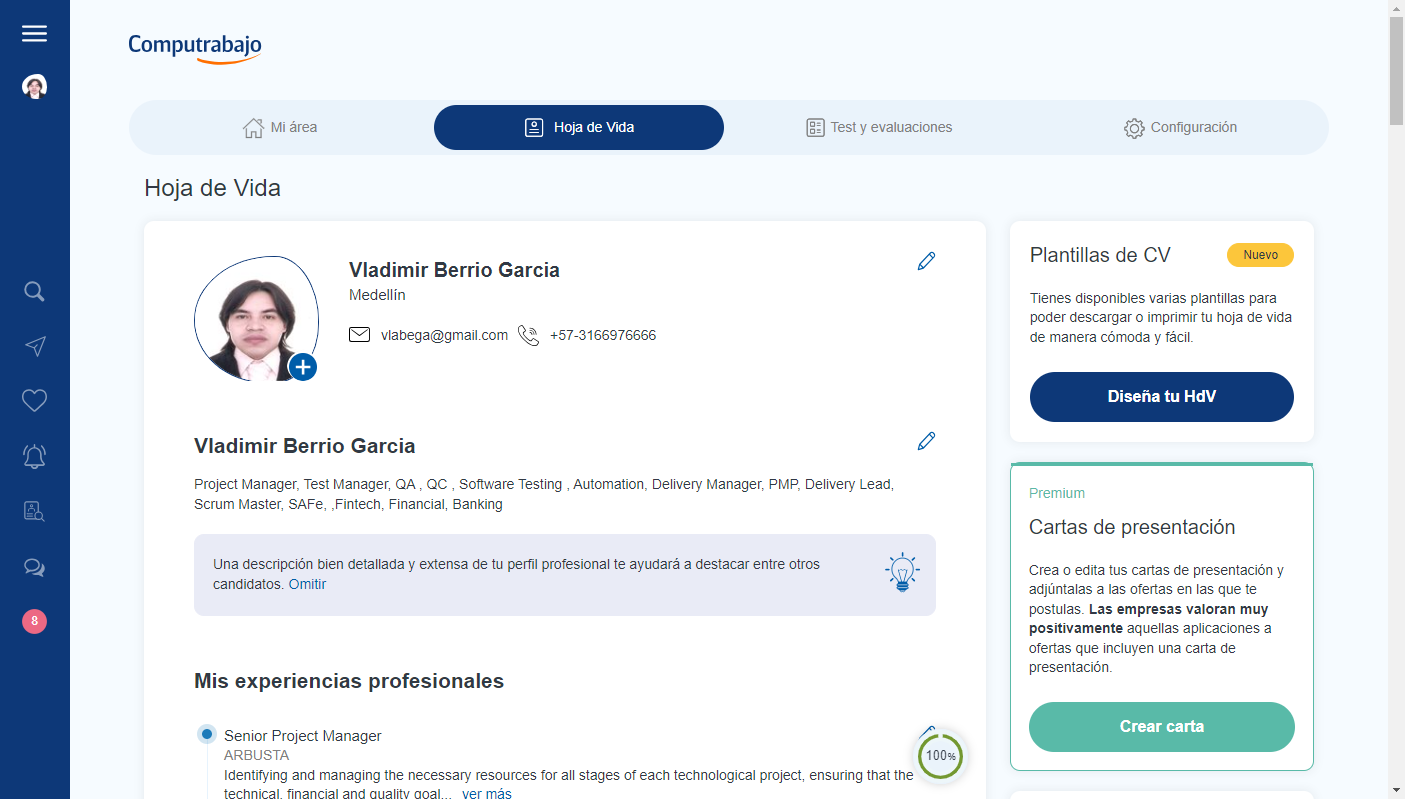 Computrabajo
Mi área
Hoja de Vida
Test y evaluaciones
Configuración
Hoja de Vida
Vladimir Berrio Garcia
Medellín
vlabega@gmail.com
+57-3166976666
Vladimir Berrio Garcia
Project Manager, Test Manager, QA , QC , Software Testing , Automation, Delivery Manager, PMP, Delivery Lead,
Scrum Master, SAFe, ,Fintech, Financial, Banking
Una descripción bien detallada y extensa de tu perfil profesional te ayudará a destacar entre otros
candidatos. Omitir
Mis experiencias profesionales
Senior Project Manager
ARBUSTA
Identifying and managing the necessary resources for all stages of each technological project, ensuring that the
technical, financial and quality goal... ver más
100%
8
Plantillas de CV
Nuevo
Tienes disponibles varias plantillas para
poder descargar o imprimir tu hoja de vida
de manera cómoda y fácil.
Diseña tu HdV
Premium
Cartas de presentación
Crea o edita tus cartas de presentación y
adjúntalas a las ofertas en las que te
postulas. Las empresas valoran muy
positivamente aquellas aplicaciones a
ofertas que incluyen una carta de
presentación.
Crear carta